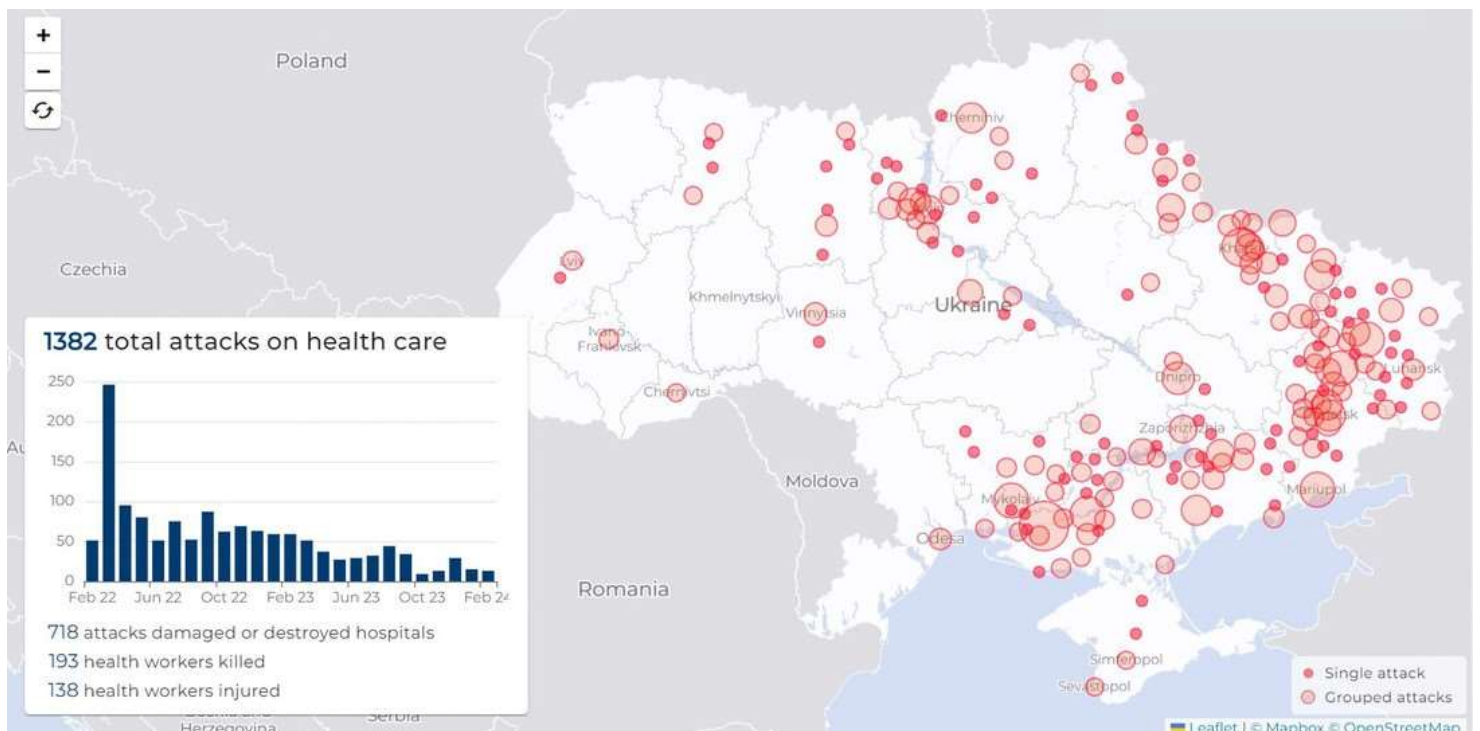 +
−
Poland
Chernihiv
Czechia
Lviv
Khmelnytskyi
Ukraine
Vinnytsia
Ivano-
Frankivsk
Chernivtsi
Dnipro
Luhansk
Zaporizhzhia
Moldova
Mykolaiv
Mariupol
Odesa
Romania
Simferopol
Sevastopol
Serbia
Herzegovina
1382 total attacks on health care
250
200
150
100
50
0
Feb 22 Jun 22 Oct 22 Feb 23 Jun 23 Oct 23 Feb 24
718 attacks damaged or destroyed hospitals
193 health workers killed
138 health workers injured
Single attack
Grouped attacks
Leaflet | © Mapbox © OpenStreetMap